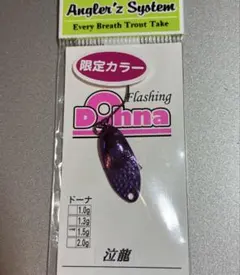 Angler'z System
Every Breath Trout Take
限定カラー
Flashing
Dohna
ドーナ
1.0g
1.3g
1.5g
2.0g
泣龍